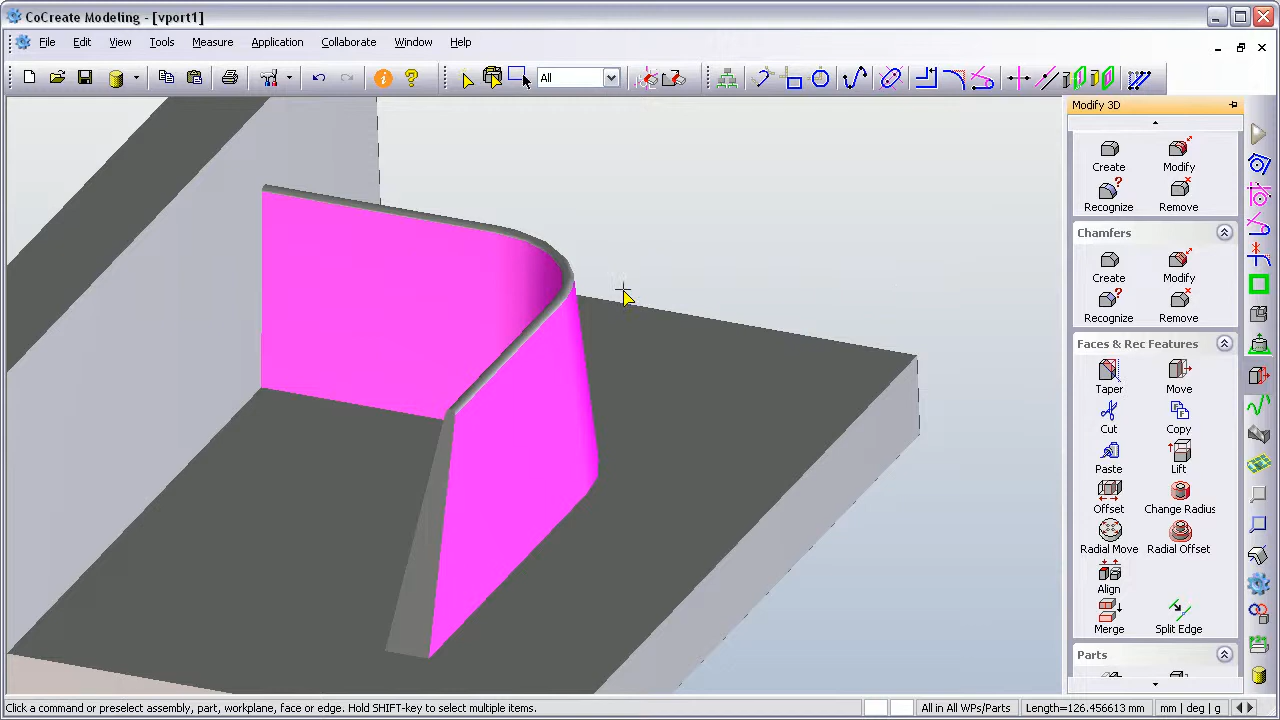 CoCreate Modeling - [vport1]
File Edit View Tools Measure Application Collaborate Window Help
All
Modify 3D
Create Modify
Recognize Remove
Chamfers
Create Modify
Recognize Remove
Faces & Rec Features
Taper Move
Cut Copy
Paste Lift
Offset Change Radius
Radial Move Radial Offset
Align
Merge Split Edge
Parts
Click a command or preselect assembly, part, workplane, face or edge. Hold SHIFT-key to select multiple items. All in All WPs/Parts Length=126.456613 mm mm | deg | g